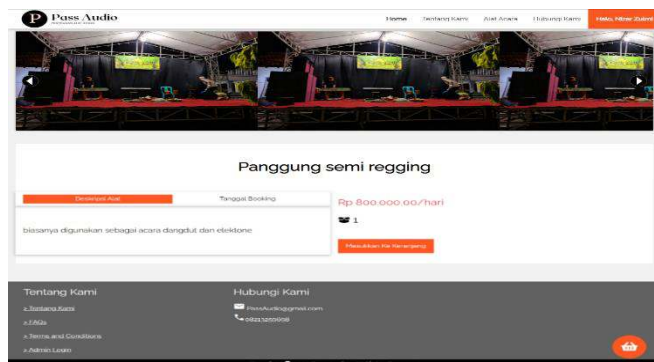 P Pass Audio
Home Tentang Kami Alat Acara Hubungi Kami Halo, Nizar Zulmi
Panggung semi regging
Deskripsi Alat Tanggal Booking
Rp 800.000.00/hari
1
biasanya digunakan sebagai acara dangdut dan elektone
Masukkan Ke Keranjang
Tentang Kami Hubungi Kami
» Tentang Kami PassAudio@gmail.com
» FAQs
» Terms and Conditions
» Admin Login